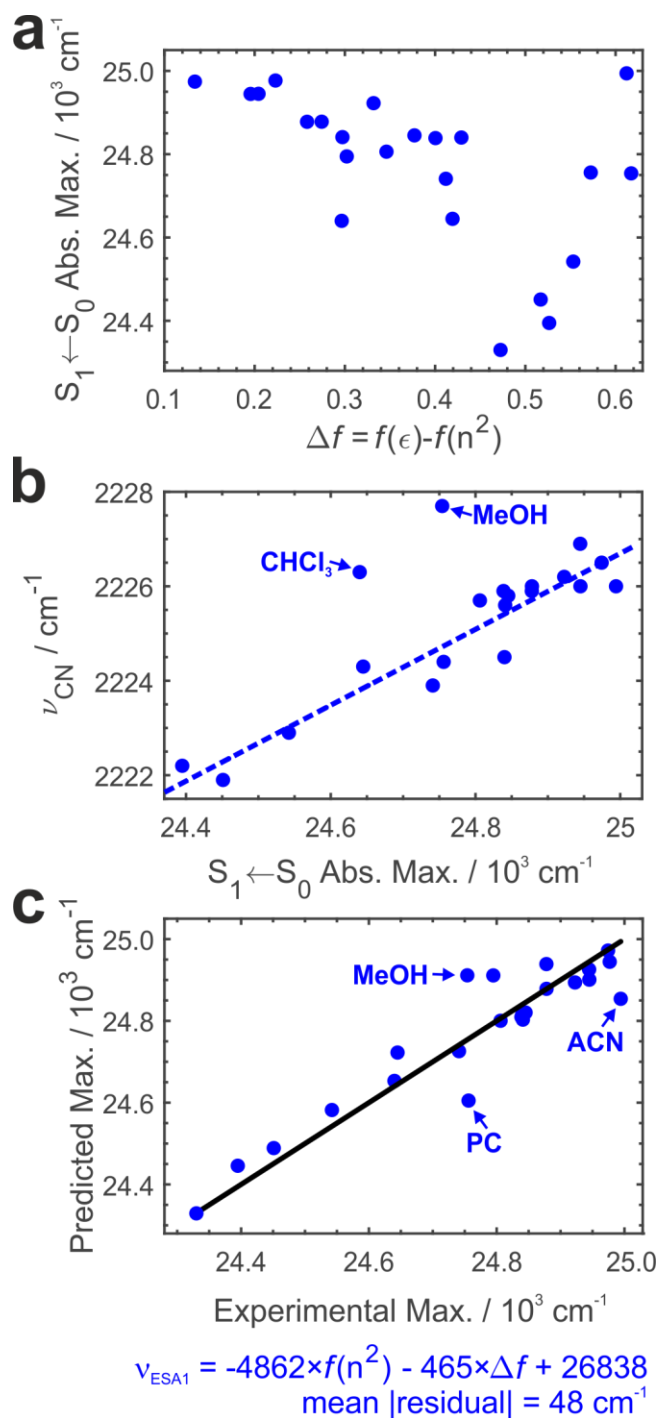 a
S₁←S₀ Abs. Max. / 10³ cm⁻¹
25.0
24.8
24.6
24.4
0.1 0.2 0.3 0.4 0.5 0.6
Δf = f(ϵ)-f(n²)
b
ν_CN / cm⁻¹
2228
2226
2224
2222
MeOH
CHCl₃
24.4 24.6 24.8 25
S₁←S₀ Abs. Max. / 10³ cm⁻¹
c
Predicted Max. / 10³ cm⁻¹
25.0
24.8
24.6
24.4
MeOH
ACN
PC
24.4 24.6 24.8 25.0
Experimental Max. / 10³ cm⁻¹
ν_ESA1 = -4862×f(n²) - 465×Δf + 26838
mean |residual| = 48 cm⁻¹